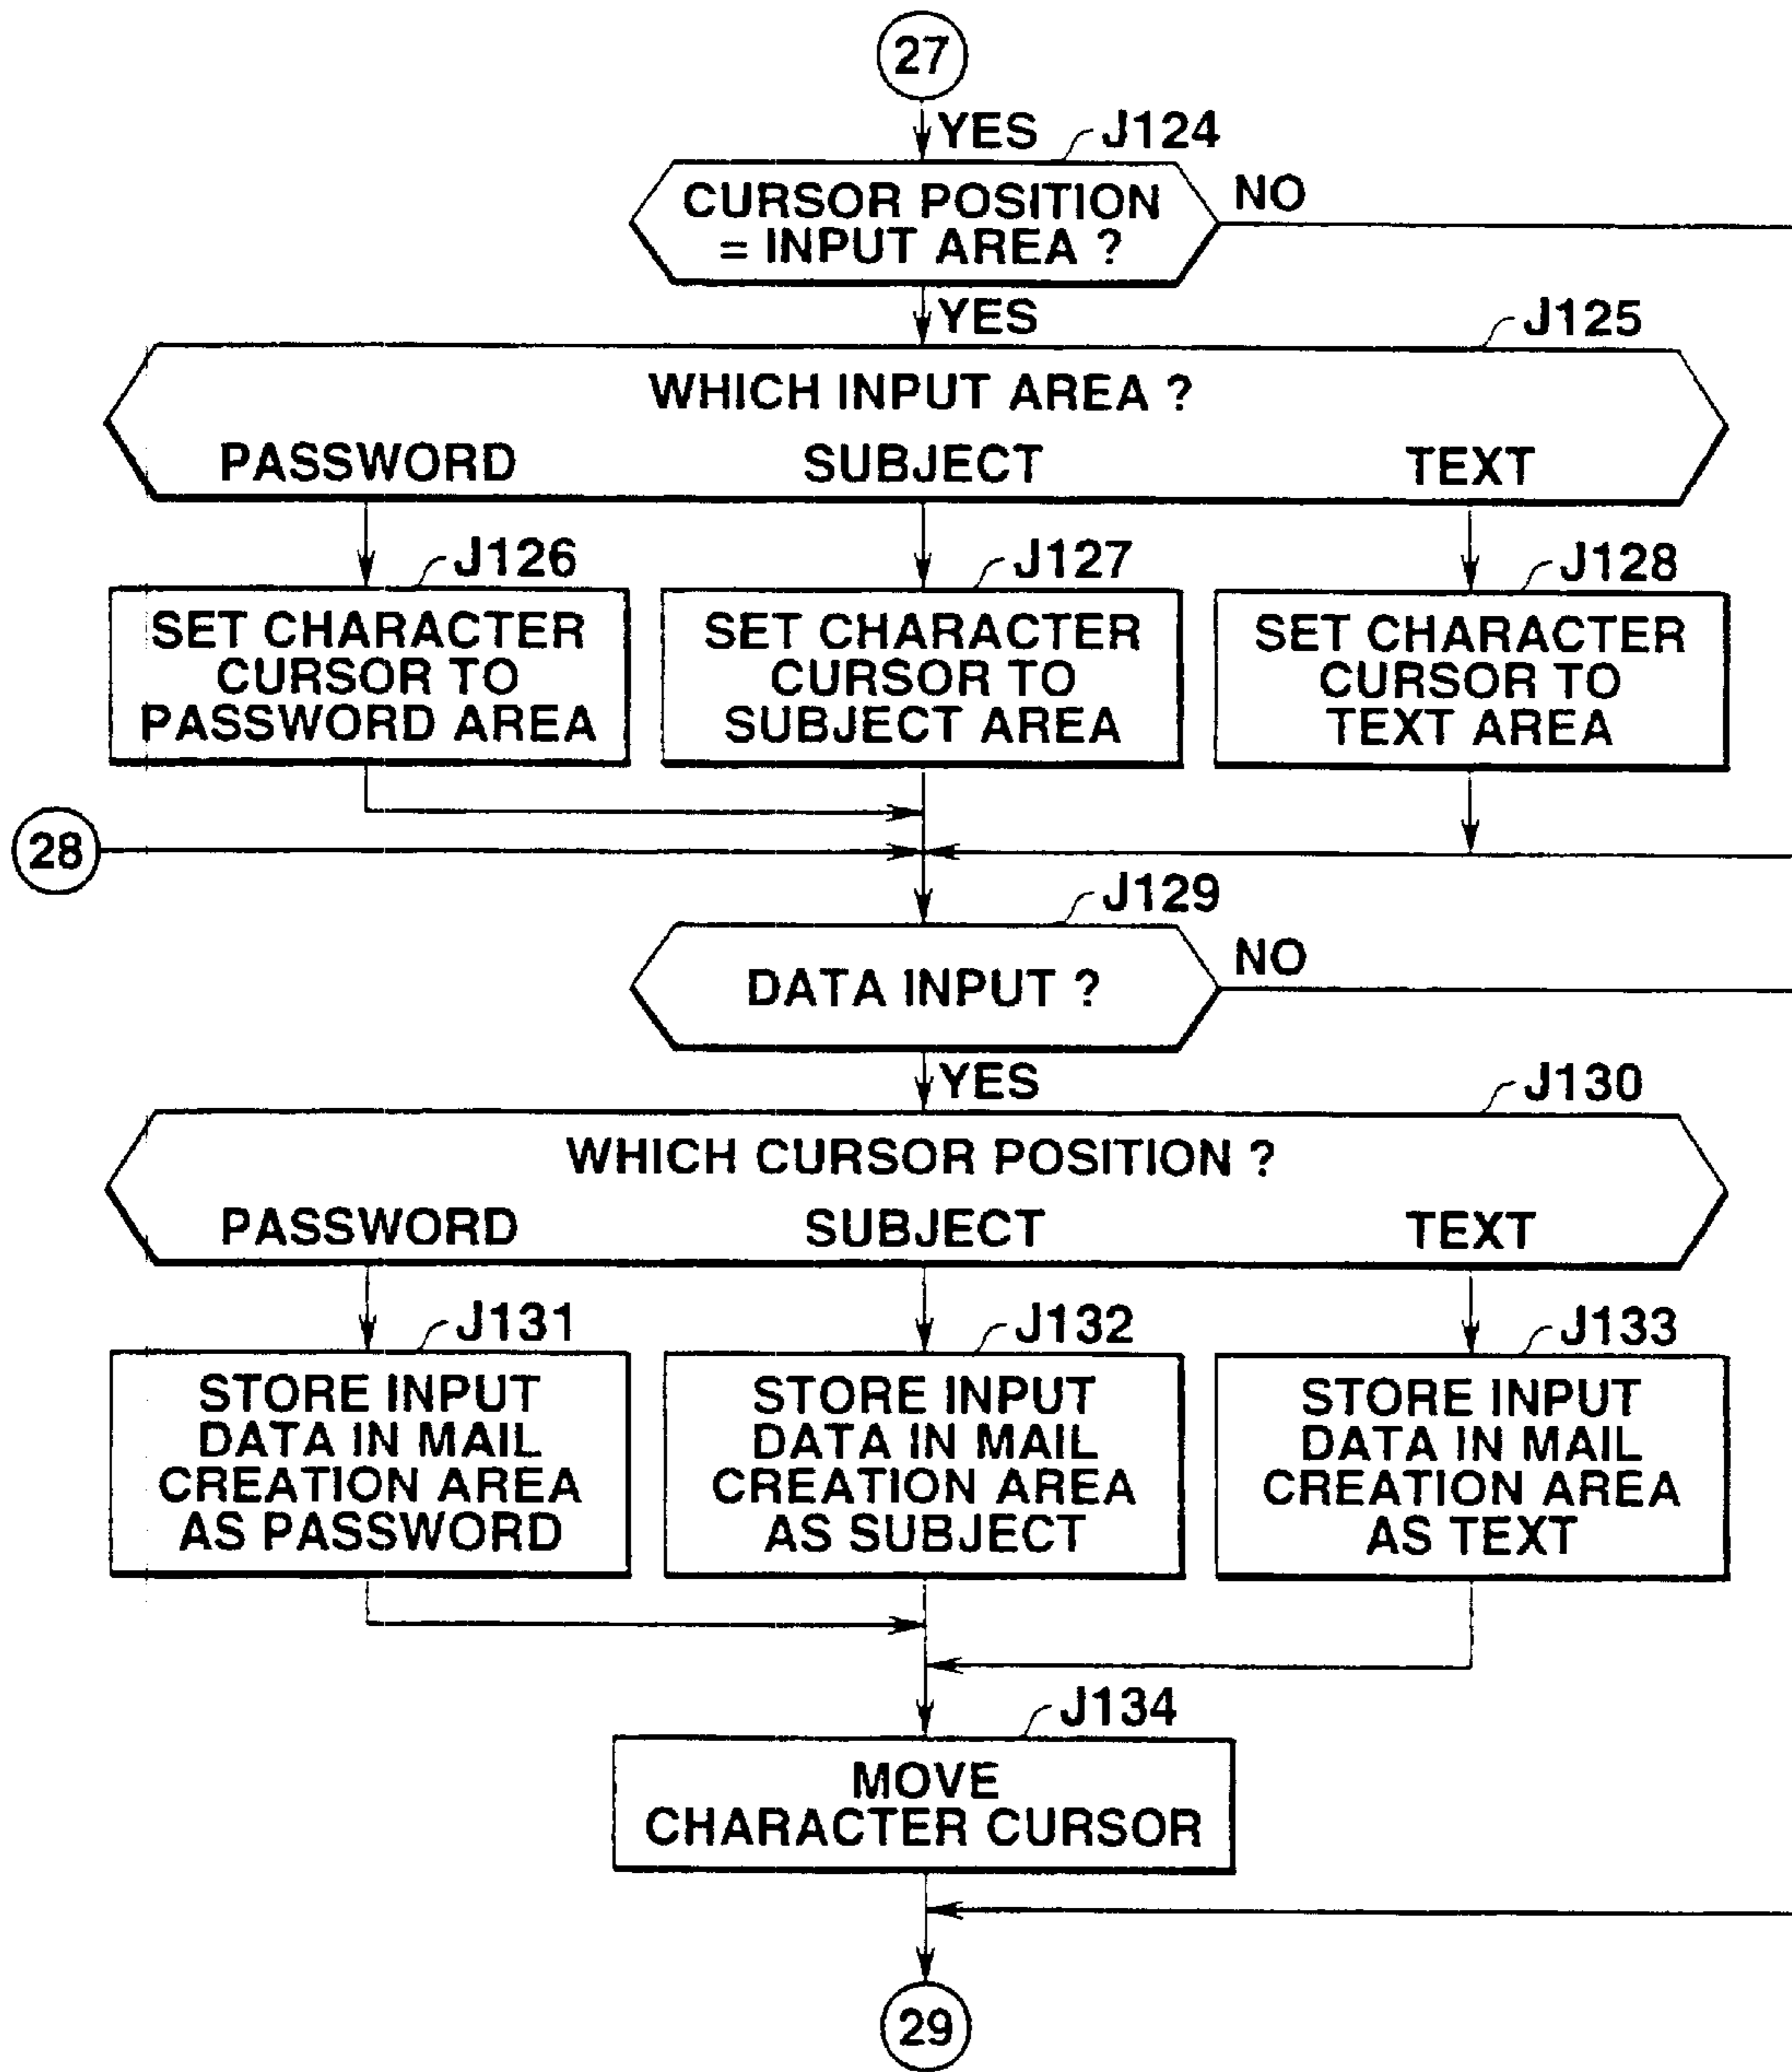 27
YES
J124
CURSOR POSITION
= INPUT AREA ?
NO
YES
J125
WHICH INPUT AREA ?
PASSWORD
SUBJECT
TEXT
J126
J127
J128
SET CHARACTER
CURSOR TO
PASSWORD AREA
SET CHARACTER
CURSOR TO
SUBJECT AREA
SET CHARACTER
CURSOR TO
TEXT AREA
28
J129
DATA INPUT ?
NO
YES
J130
WHICH CURSOR POSITION ?
PASSWORD
SUBJECT
TEXT
J131
J132
J133
STORE INPUT
DATA IN MAIL
CREATION AREA
AS PASSWORD
STORE INPUT
DATA IN MAIL
CREATION AREA
AS SUBJECT
STORE INPUT
DATA IN MAIL
CREATION AREA
AS TEXT
J134
MOVE
CHARACTER CURSOR
29